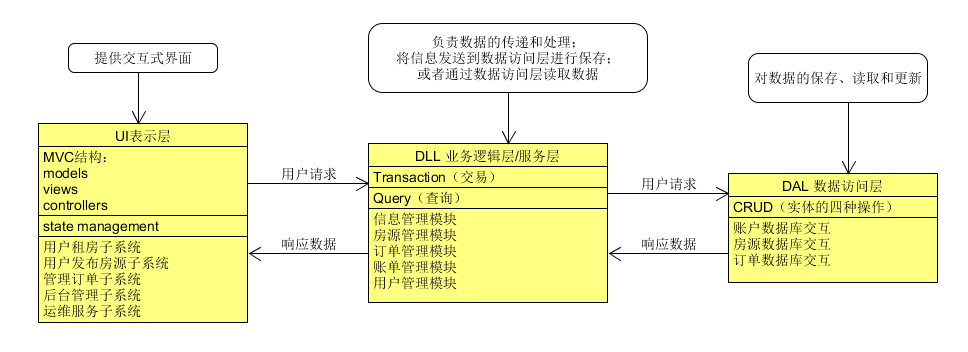 提供交互式界面
负责数据的传递和处理；
将信息发送到数据访问层进行保存；
或者通过数据访问层读取数据
对数据的保存、读取和更新
UI表示层
MVC结构：
models
views
controllers
state management
用户租房子系统
用户发布房源子系统
管理订单子系统
后台管理子系统
运维服务子系统
用户请求
响应数据
DLL 业务逻辑层/服务层
Transaction（交易）
Query（查询）
信息管理模块
房源管理模块
订单管理模块
账单管理模块
用户管理模块
用户请求
响应数据
DAL 数据访问层
CRUD（实体的四种操作）
账户数据库交互
房源数据库交互
订单数据库交互